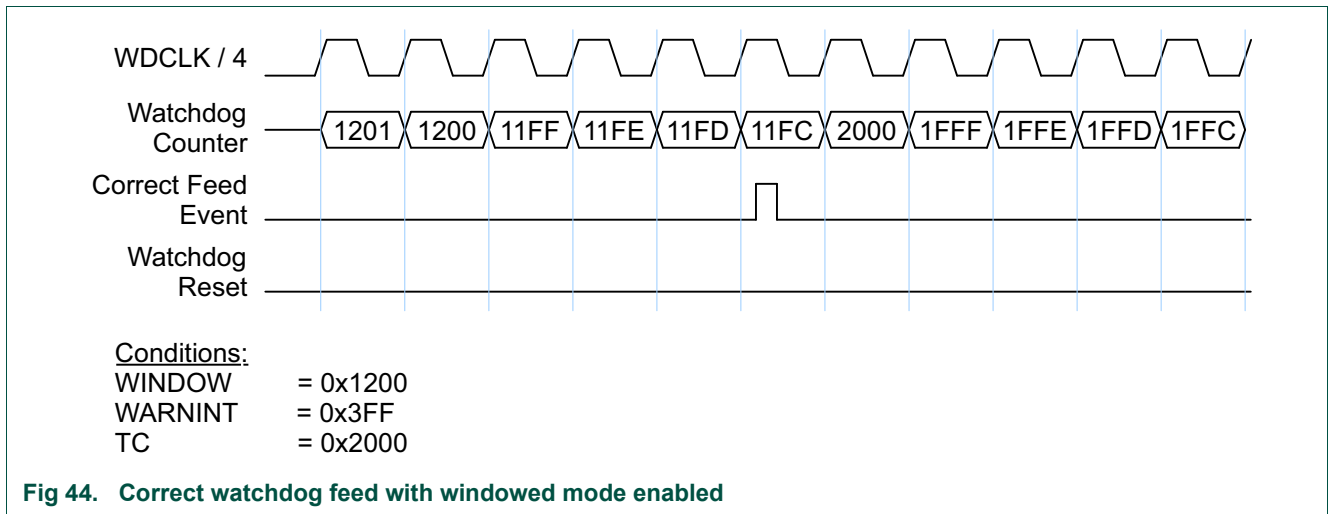 WDCLK / 4
Watchdog
Counter
1201 1200 11FF 11FE 11FD 11FC 2000 1FFF 1FFE 1FFD 1FFC
Correct Feed
Event
Watchdog
Reset
Conditions:
WINDOW = 0x1200
WARNINT = 0x3FF
TC = 0x2000
Fig 44. Correct watchdog feed with windowed mode enabled